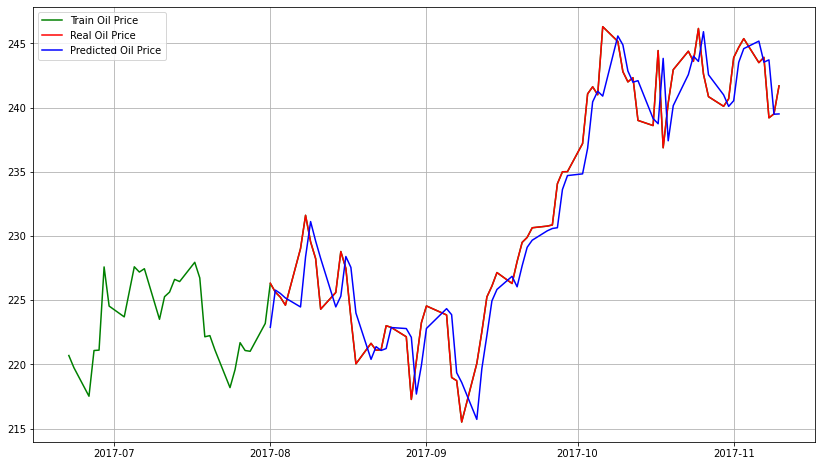 Train Oil Price
Real Oil Price
Predicted Oil Price
245
240
235
230
225
220
215
2017-07 2017-08 2017-09 2017-10 2017-11